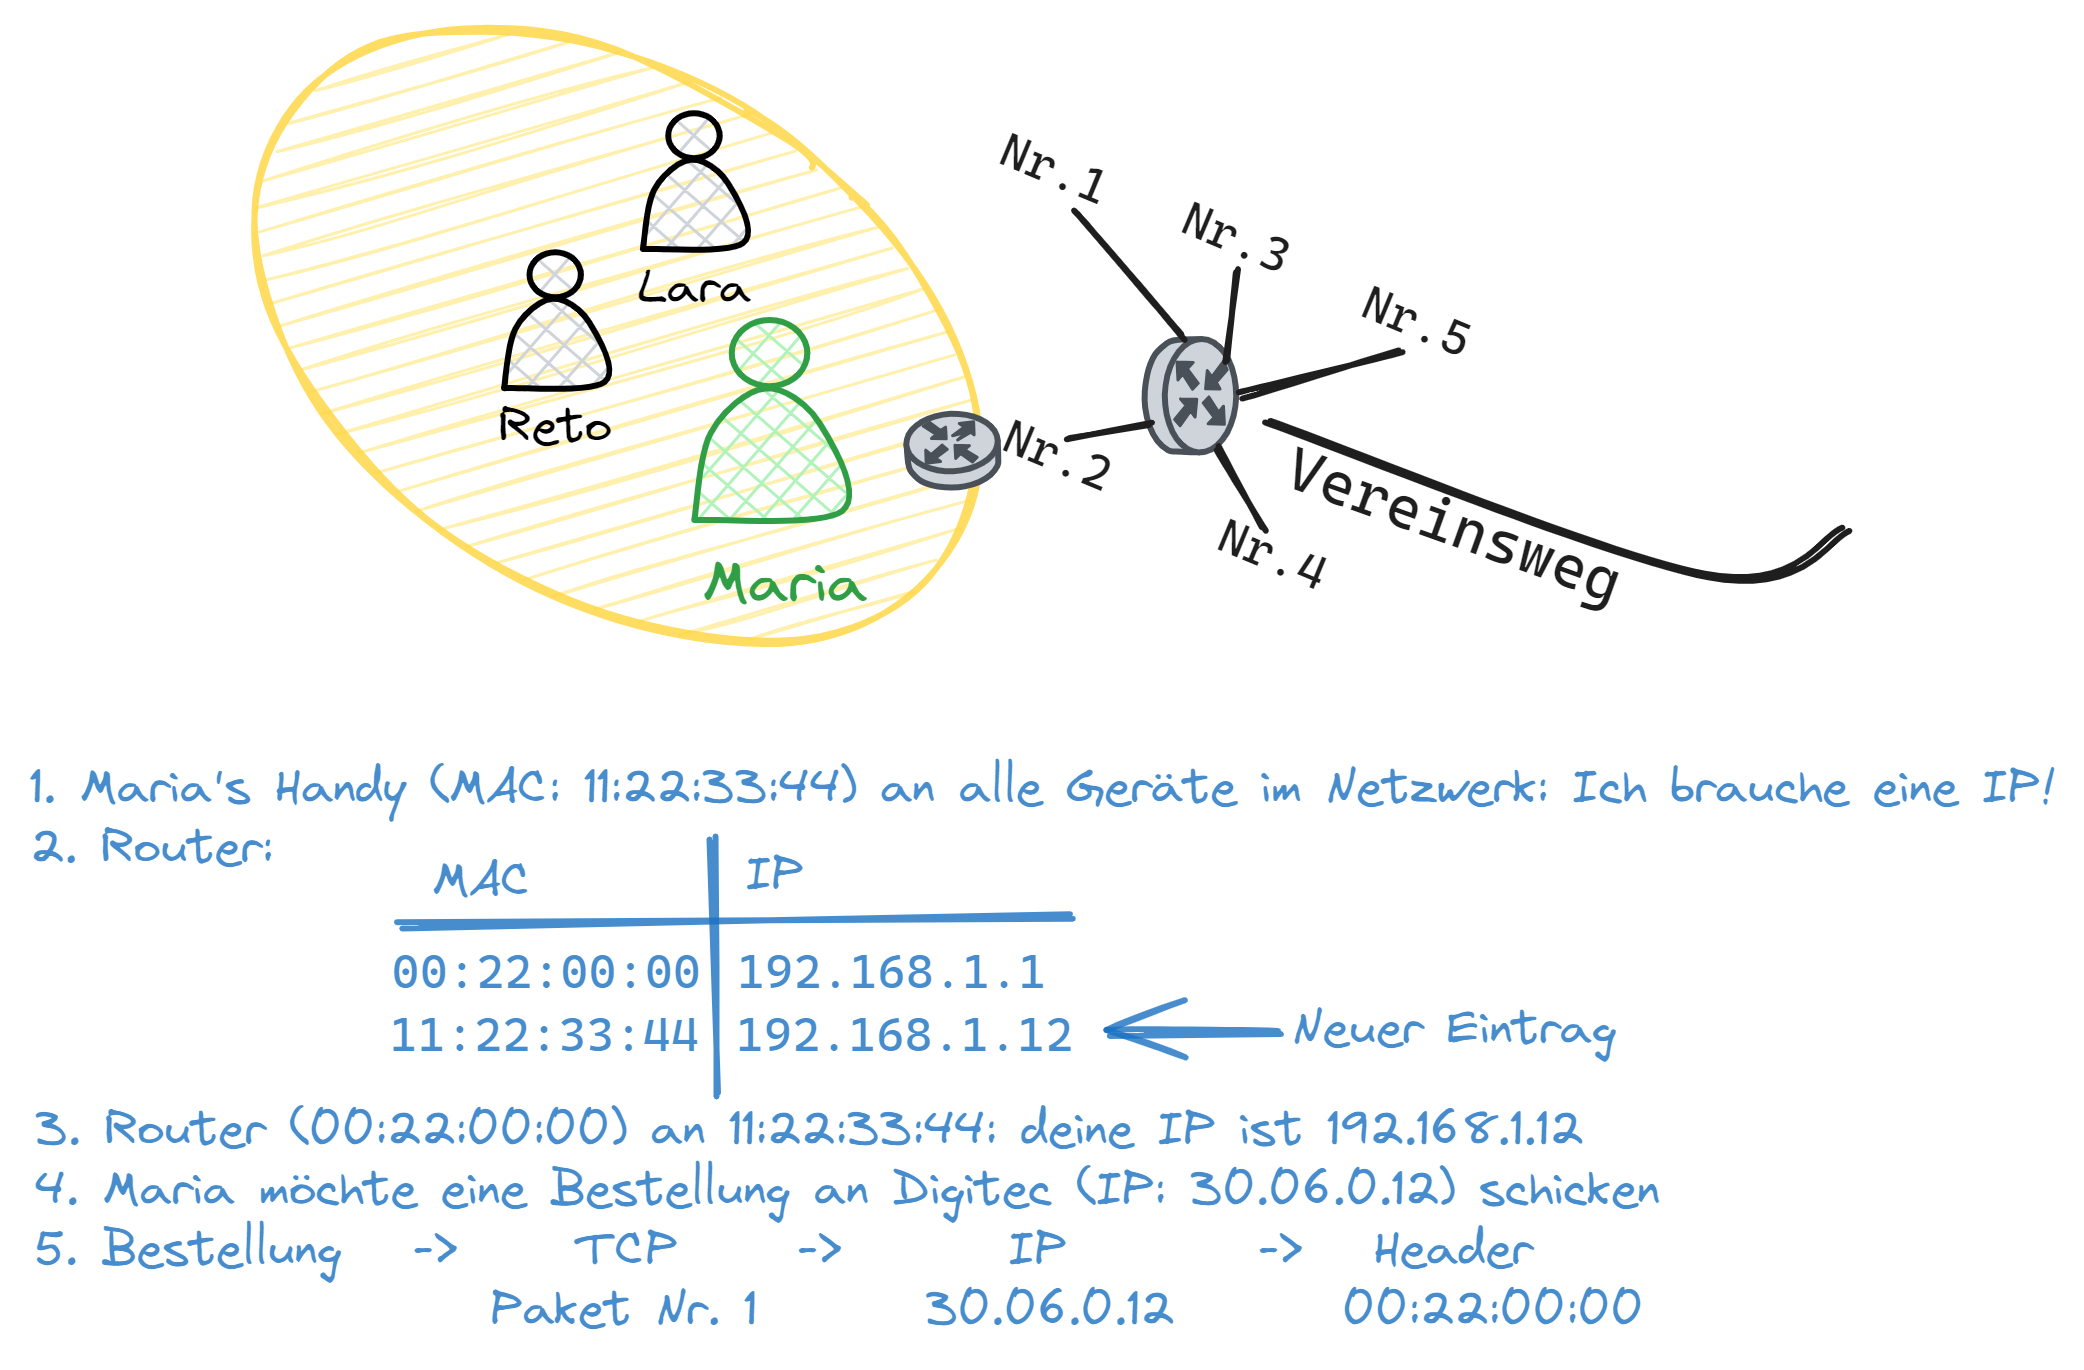 Nr.1
Nr.3
Nr.5
Lara
Reto
Nr.2
Vereinsweg
Nr.4
Maria
1. Maria's Handy (MAC: 11:22:33:44) an alle Geräte im Netzwerk: Ich brauche eine IP!
2. Router:
MAC IP
00:22:00:00 192.168.1.1
11:22:33:44 192.168.1.12 Neuer Eintrag
3. Router (00:22:00:00) an 11:22:33:44: deine IP ist 192.168.1.12
4. Maria möchte eine Bestellung an Digitec (IP: 30.06.0.12) schicken
5. Bestellung -> TCP -> IP -> Header
Paket Nr. 1 30.06.0.12 00:22:00:00